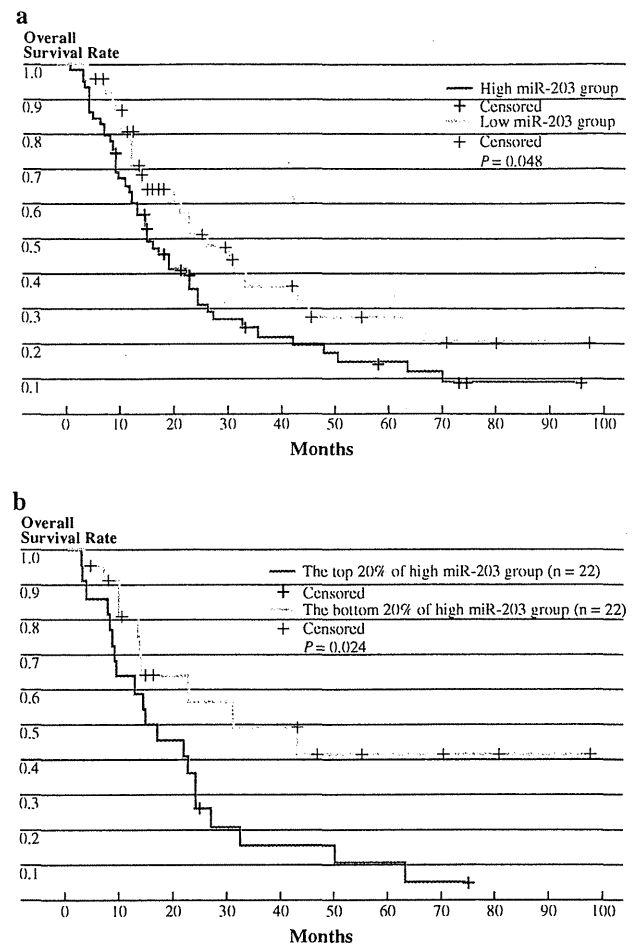 a
Overall
Survival Rate
1.0
High miR-203 group
0.9
Censored
Low miR-203 group
0.8
Censored
P = 0.048
0.7
0.6
0.5
0.4
0.3
0.2
0.1
0 10 20 30 40 50 60 70 80 90 100
Months
b
Overall
Survival Rate
1.0
The top 20% of high miR-203 group (n = 22)
0.9
Censored
The bottom 20% of high miR-203 group (n = 22)
0.8
Censored
P = 0.024
0.7
0.6
0.5
0.4
0.3
0.2
0.1
0 10 20 30 40 50 60 70 80 90 100
Months